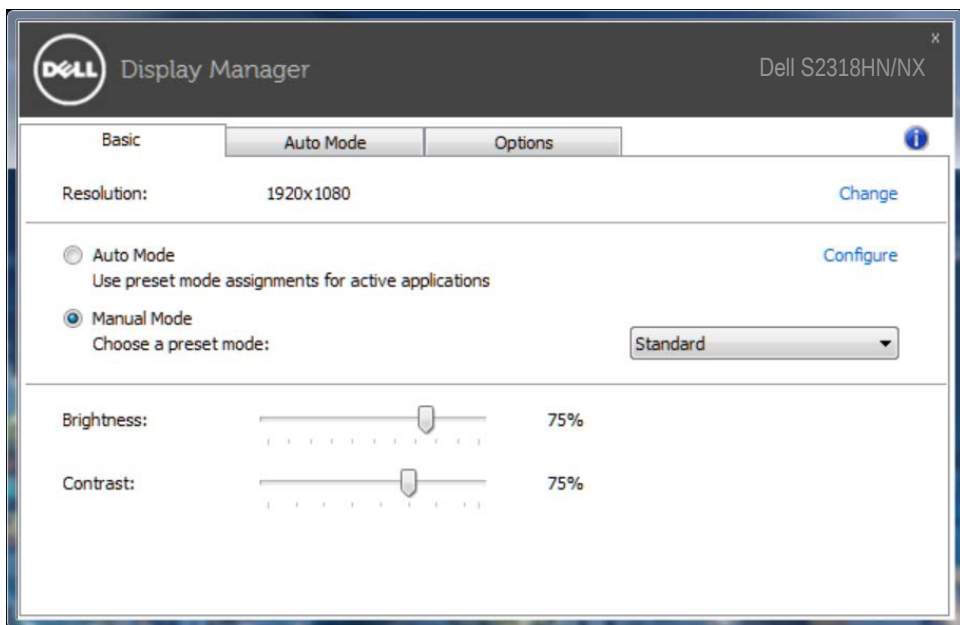 x
DELL Display Manager Dell S2318HN/NX
Basic Auto Mode Options i
Resolution: 1920x1080 Change
Auto Mode Configure
Use preset mode assignments for active applications
Manual Mode
Choose a preset mode: Standard
Brightness: 75%
Contrast: 75%